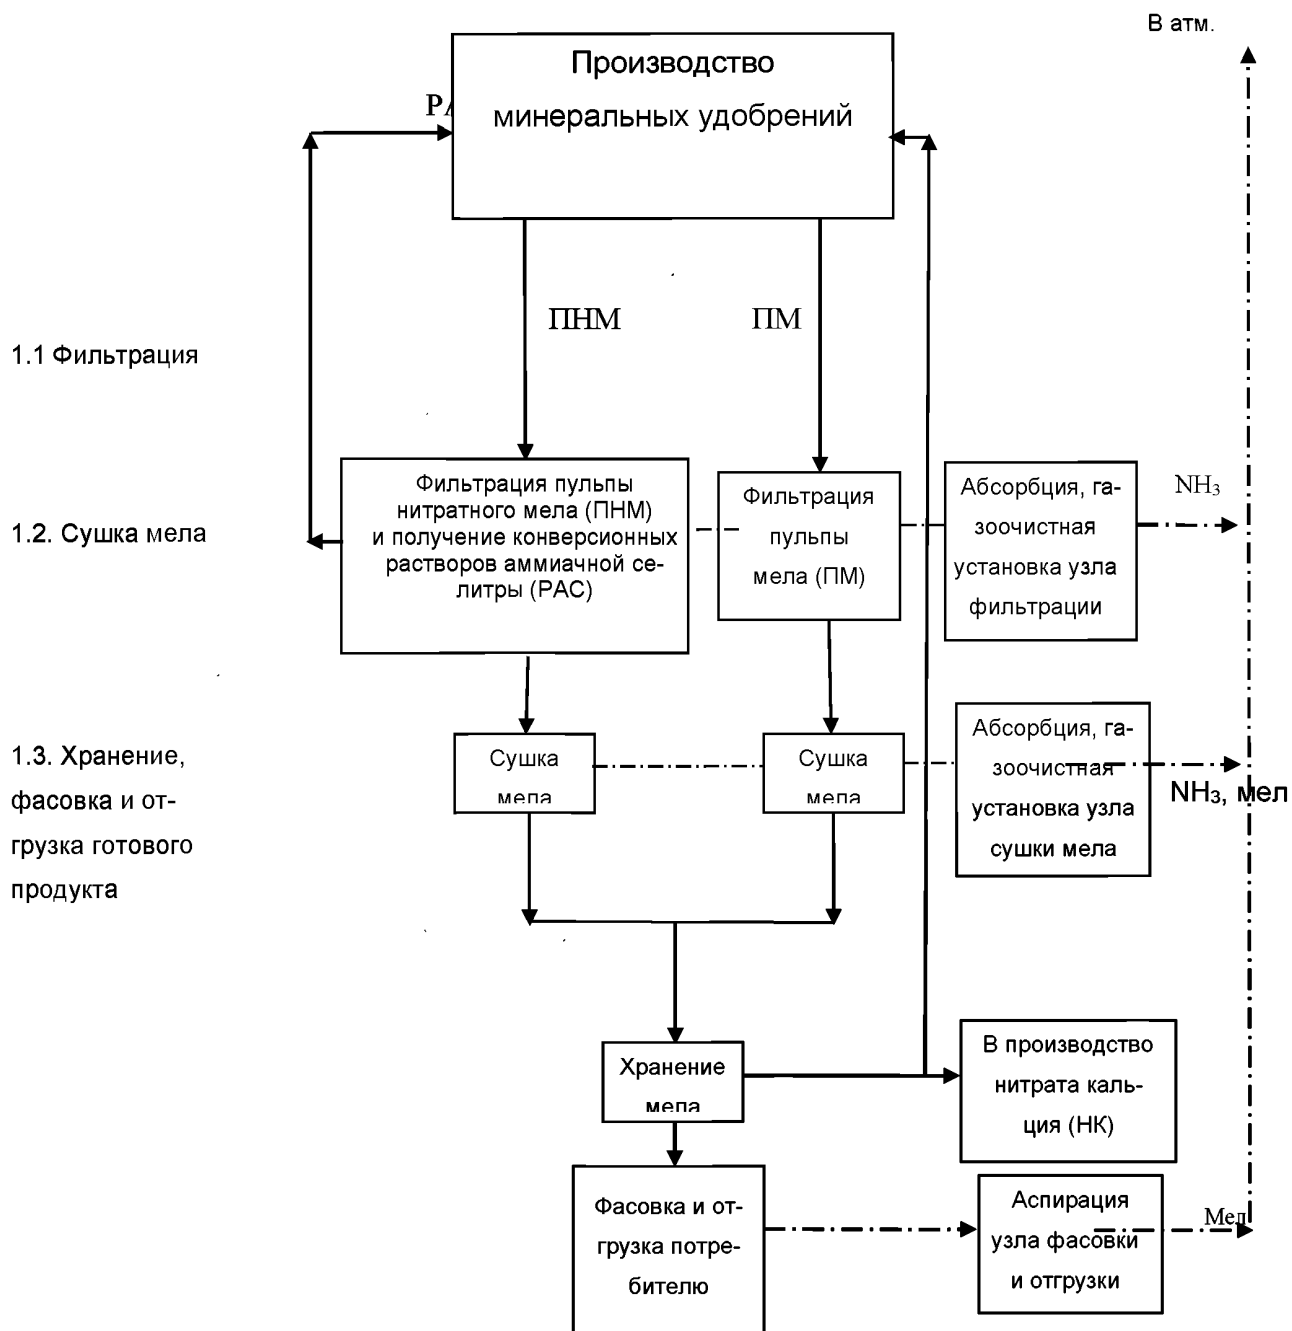 В атм.
Производство
минеральных удобрений
ПНМ
ПМ
1.1 Фильтрация
Фильтрация пульпы
нитратного мела (ПНМ)
и получение конверсионных
растворов аммиачной се-
литры (РАС)
Фильтрация
пульпы
мела (ПМ)
Абсорбция, га-
зоочистная
установка узла
фильтрации
NH₃
1.2. Сушка мела
Сушка
мела
Сушка
мела
Абсорбция, га-
зоочистная
установка узла
сушки мела
NH₃, мел
1.3. Хранение,
фасовка и от-
грузка готового
продукта
Хранение
мела
В производство
нитрата каль-
ция (НК)
Фасовка и от-
грузка потре-
бителю
Аспирация
узла фасовки
и отгрузки
Мел